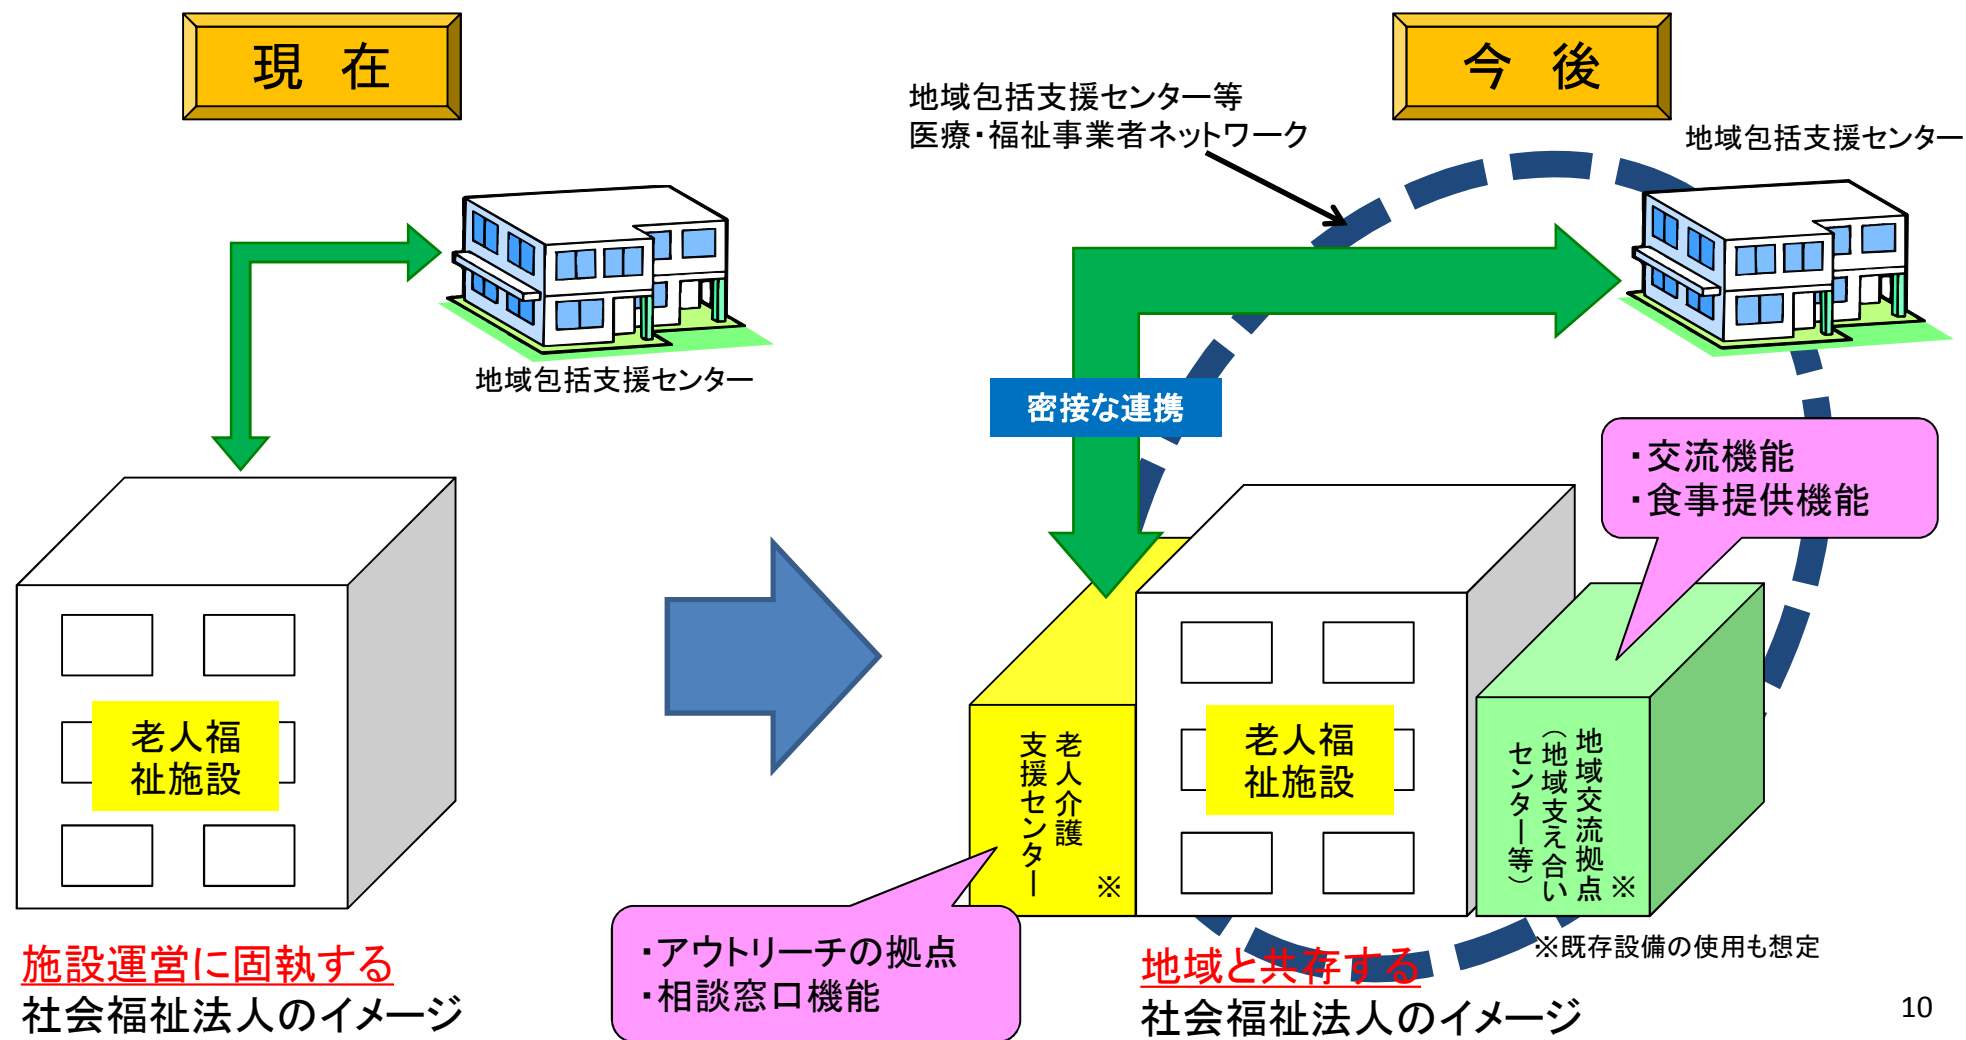 現 在
地域包括支援センター
老人福
祉施設
施設運営に固執する
社会福祉法人のイメージ
今 後
地域包括支援センター等
医療・福祉事業者ネットワーク
地域包括支援センター
密接な連携
・交流機能
・食事提供機能
老人介護
支援センター
※
老人福
祉施設
地域交流拠点
（地域支え合い
センター等）
※
・アウトリーチの拠点
・相談窓口機能
※既存設備の使用も想定
地域と共存する
社会福祉法人のイメージ
10